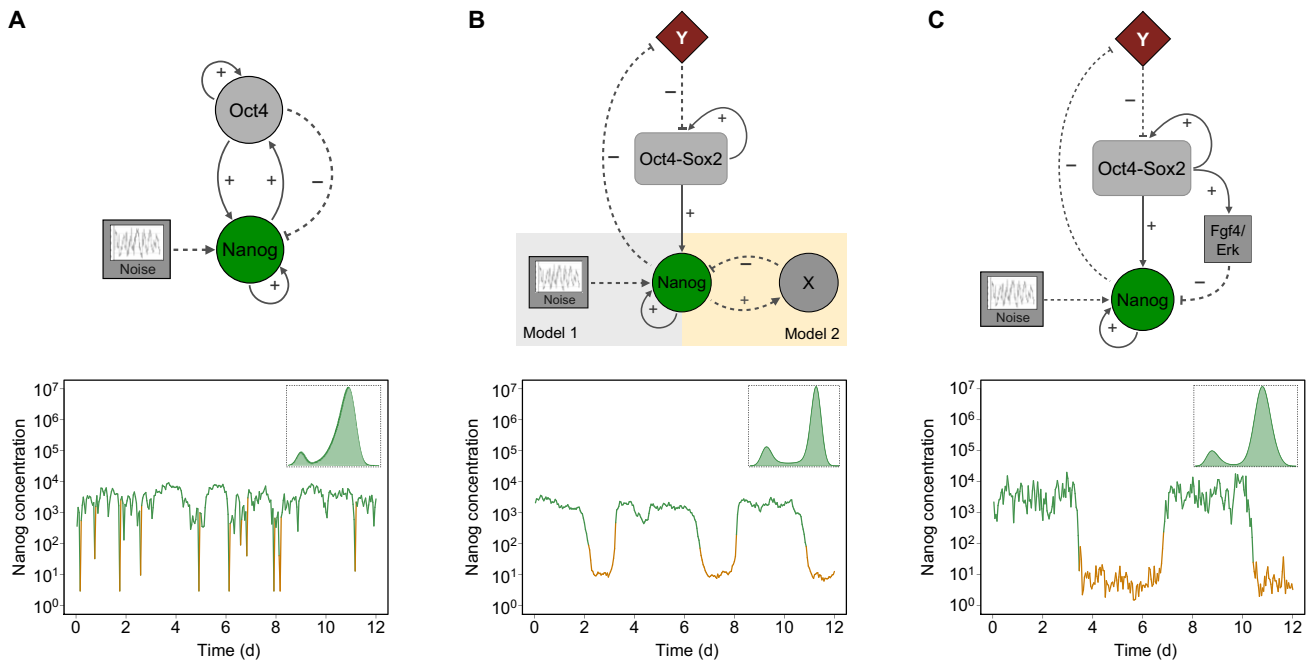 A
+
Oct4
+
+
−
Noise
Nanog
+
Nanog concentration
10⁷
10⁶
10⁵
10⁴
10³
10²
10¹
10⁰
0 2 4 6 8 10 12
Time (d)
B
Y
−
+
Oct4-Sox2
−
+
Noise
Nanog
−
+
X
+
Model 1
Model 2
Nanog concentration
10⁷
10⁶
10⁵
10⁴
10³
10²
10¹
10⁰
0 2 4 6 8 10 12
Time (d)
C
Y
−
+
Oct4-Sox2
−
+
+
Fgf4/
Erk
−
Noise
Nanog
+
Nanog concentration
10⁷
10⁶
10⁵
10⁴
10³
10²
10¹
10⁰
0 2 4 6 8 10 12
Time (d)